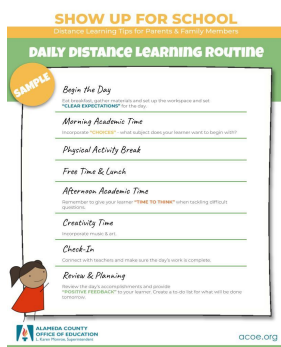 SHOW UP FOR SCHOOL
Distance Learning Tips for Parents & Family Members
DAILY DISTANCE LEARNING ROUTINE
SAMPLE
Begin the Day
Eat breakfast, gather materials and set up the workspace and set
"CLEAR EXPECTATIONS" for the day.
Morning Academic Time
Incorporate "CHOICES" - what subject does your learner want to begin with?
Physical Activity Break
Free Time & Lunch
Afternoon Academic Time
Remember to give your learner "TIME TO THINK" when tackling difficult
questions.
Creativity Time
Incorporate music & art.
Check-In
Connect with teachers and make sure the day's work is complete.
Review & Planning
Review the day's accomplishments and provide
"POSITIVE FEEDBACK" to your learner. Create a to do list for what will be done
tomorrow.
ALAMEDA COUNTY
OFFICE OF EDUCATION
L. Karen Monroe, Superintendent
acoe.org